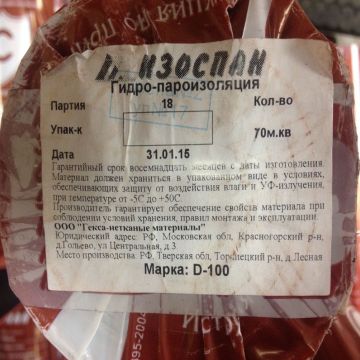 Д ИЗОСПАН
Гидро-пароизоляция
Партия 18 Кол-во
Упак-к 70м.кв
Дата 31.01.15
Гарантийный срок восемнадцать месяцев с даты изготовления.
Материал должен храниться в упакованном виде в условиях,
обеспечивающих защиту от воздействия влаги и УФ-излучения,
при температуре от -5С до +50С
Производитель гарантирует обеспечение свойств материала при
соблюдении условий хранения, правил монтажа и эксплуатации.
ООО "Гекса-нетканые материалы"
Юридический адрес: РФ, Московская обл, Красногорский р-н,
д.Гольево, ул Центральная, д.3
Место производства: РФ, Тверская обл, Торжецкий р-н, д Лесная
Марка: D-100